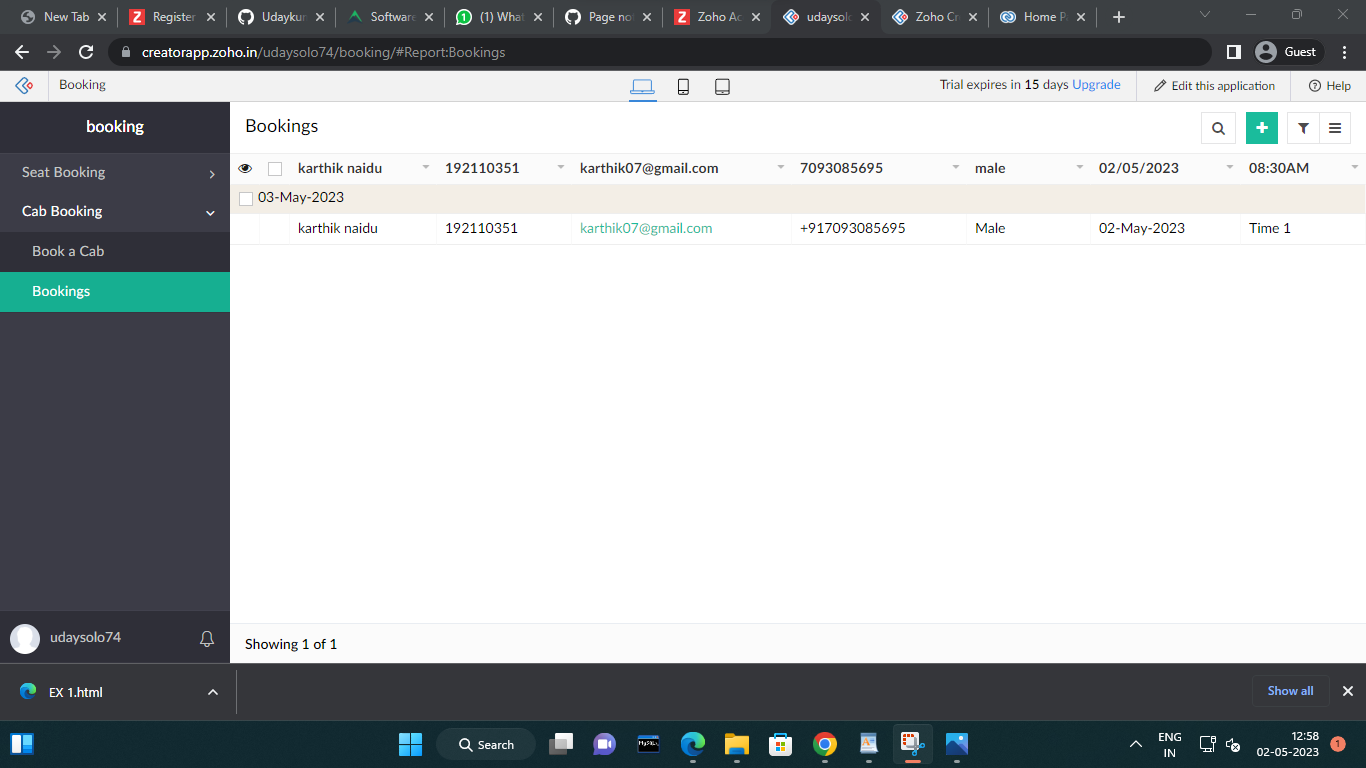 New Tab
Register
Udaykun
Software
(1) What
Page not
Zoho Ac
udaysolo
Zoho Cr
Home Pa
creatorapp.zoho.in/udaysolo74/booking/#Report:Bookings
Guest
Booking
Trial expires in 15 days Upgrade
Edit this application
Help
booking
Bookings
Seat Booking
Cab Booking
Book a Cab
Bookings
karthik naidu 192110351 karthik07@gmail.com 7093085695 male 02/05/2023 08:30AM
03-May-2023
karthik naidu 192110351 karthik07@gmail.com +917093085695 Male 02-May-2023 Time 1
udaysolo74
Showing 1 of 1
EX 1.html
Show all
Search
ENG
IN
12:58
02-05-2023
1